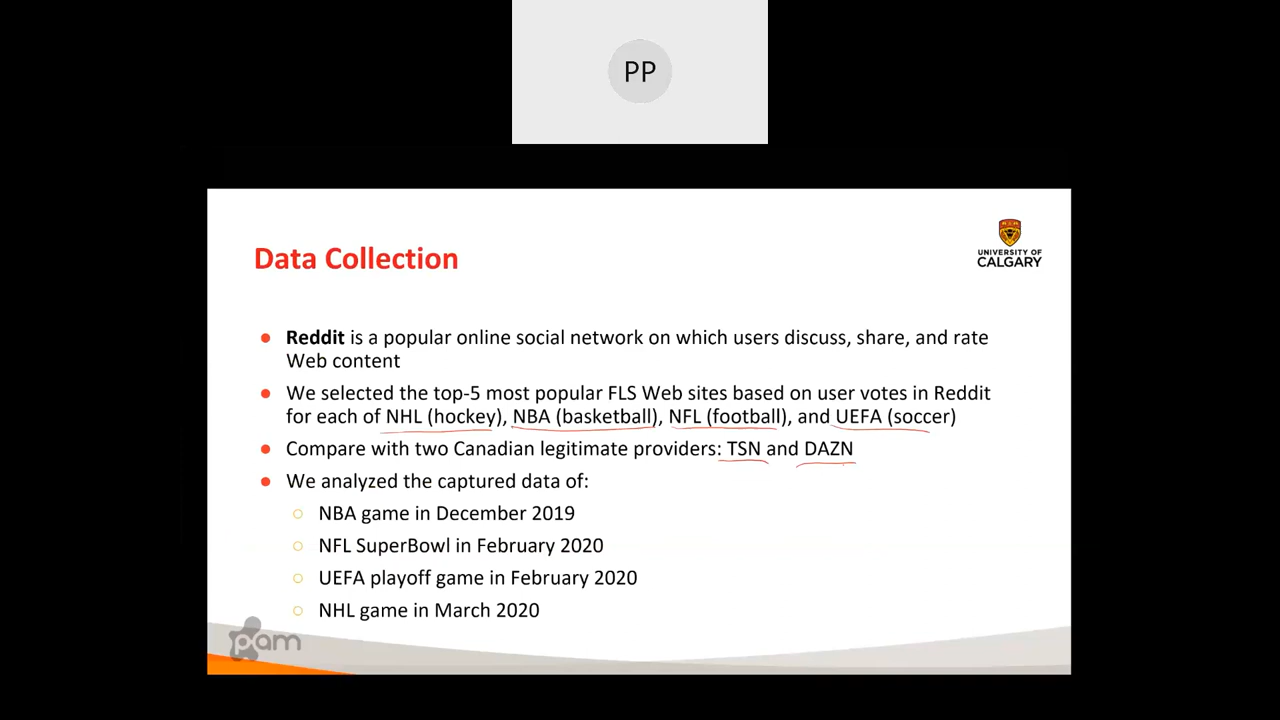 PP
Data Collection
UNIVERSITY OF
CALGARY
Reddit is a popular online social network on which users discuss, share, and rate
Web content
We selected the top-5 most popular FLS Web sites based on user votes in Reddit
for each of NHL (hockey), NBA (basketball), NFL (football), and UEFA (soccer)
Compare with two Canadian legitimate providers: TSN and DAZN
We analyzed the captured data of:
NBA game in December 2019
NFL SuperBowl in February 2020
UEFA playoff game in February 2020
NHL game in March 2020
pam